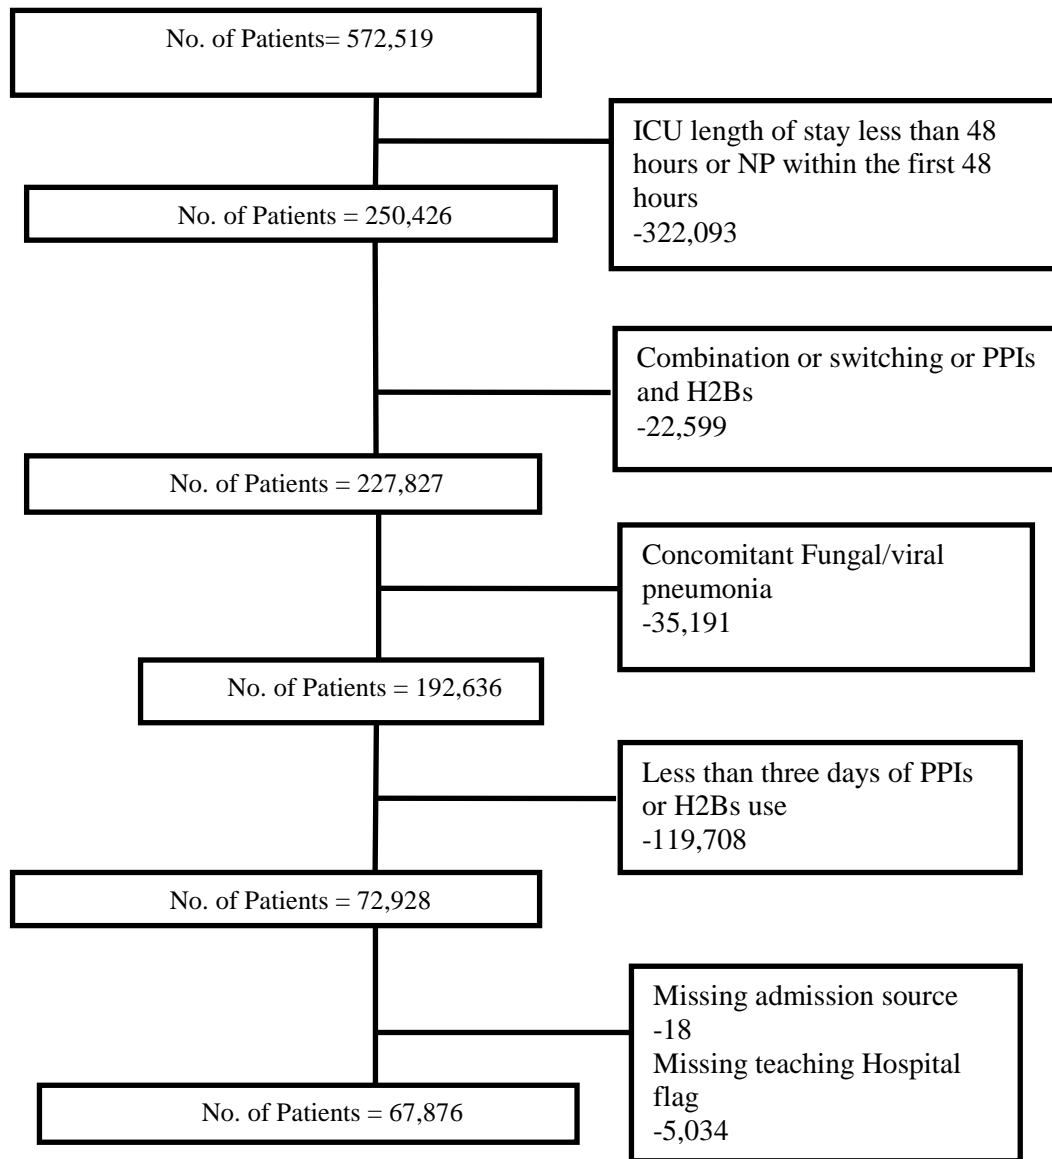 No. of Patients= 572,519
ICU length of stay less than 48
hours or NP within the first 48
hours
-322,093
No. of Patients = 250,426
Combination or switching or PPIs
and H2Bs
-22,599
No. of Patients = 227,827
Concomitant Fungal/viral
pneumonia
-35,191
No. of Patients = 192,636
Less than three days of PPIs
or H2Bs use
-119,708
No. of Patients = 72,928
Missing admission source
-18
Missing teaching Hospital
flag
-5,034
No. of Patients = 67,876